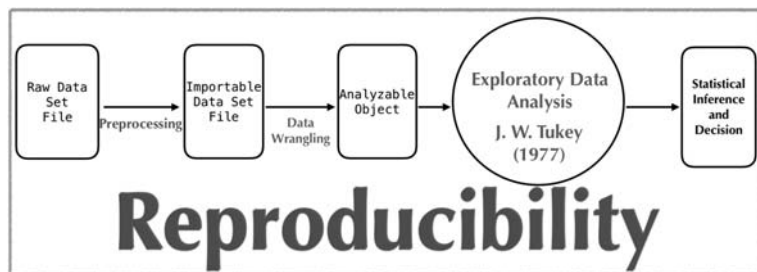 Raw Data
Set
File
Preprocessing
Importable
Data Set
File
Data
Wrangling
Analyzable
Object
Exploratory Data
Analysis
J. W. Tukey
(1977)
Statistical
Inference
and
Decision
Reproducibility